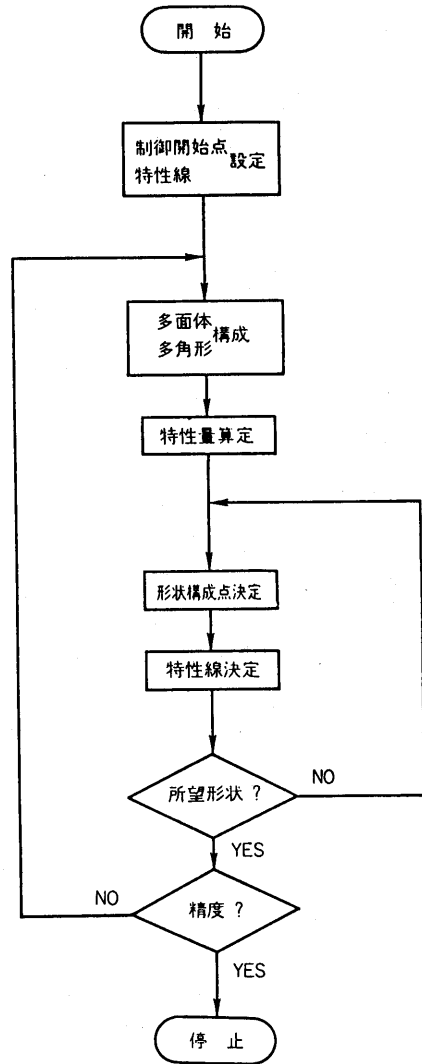 開始
制御開始点
特性線
設定
多面体
多角形
構成
特性量算定
形状構成点決定
特性線決定
所望形状?
NO
YES
精度?
NO
YES
停止